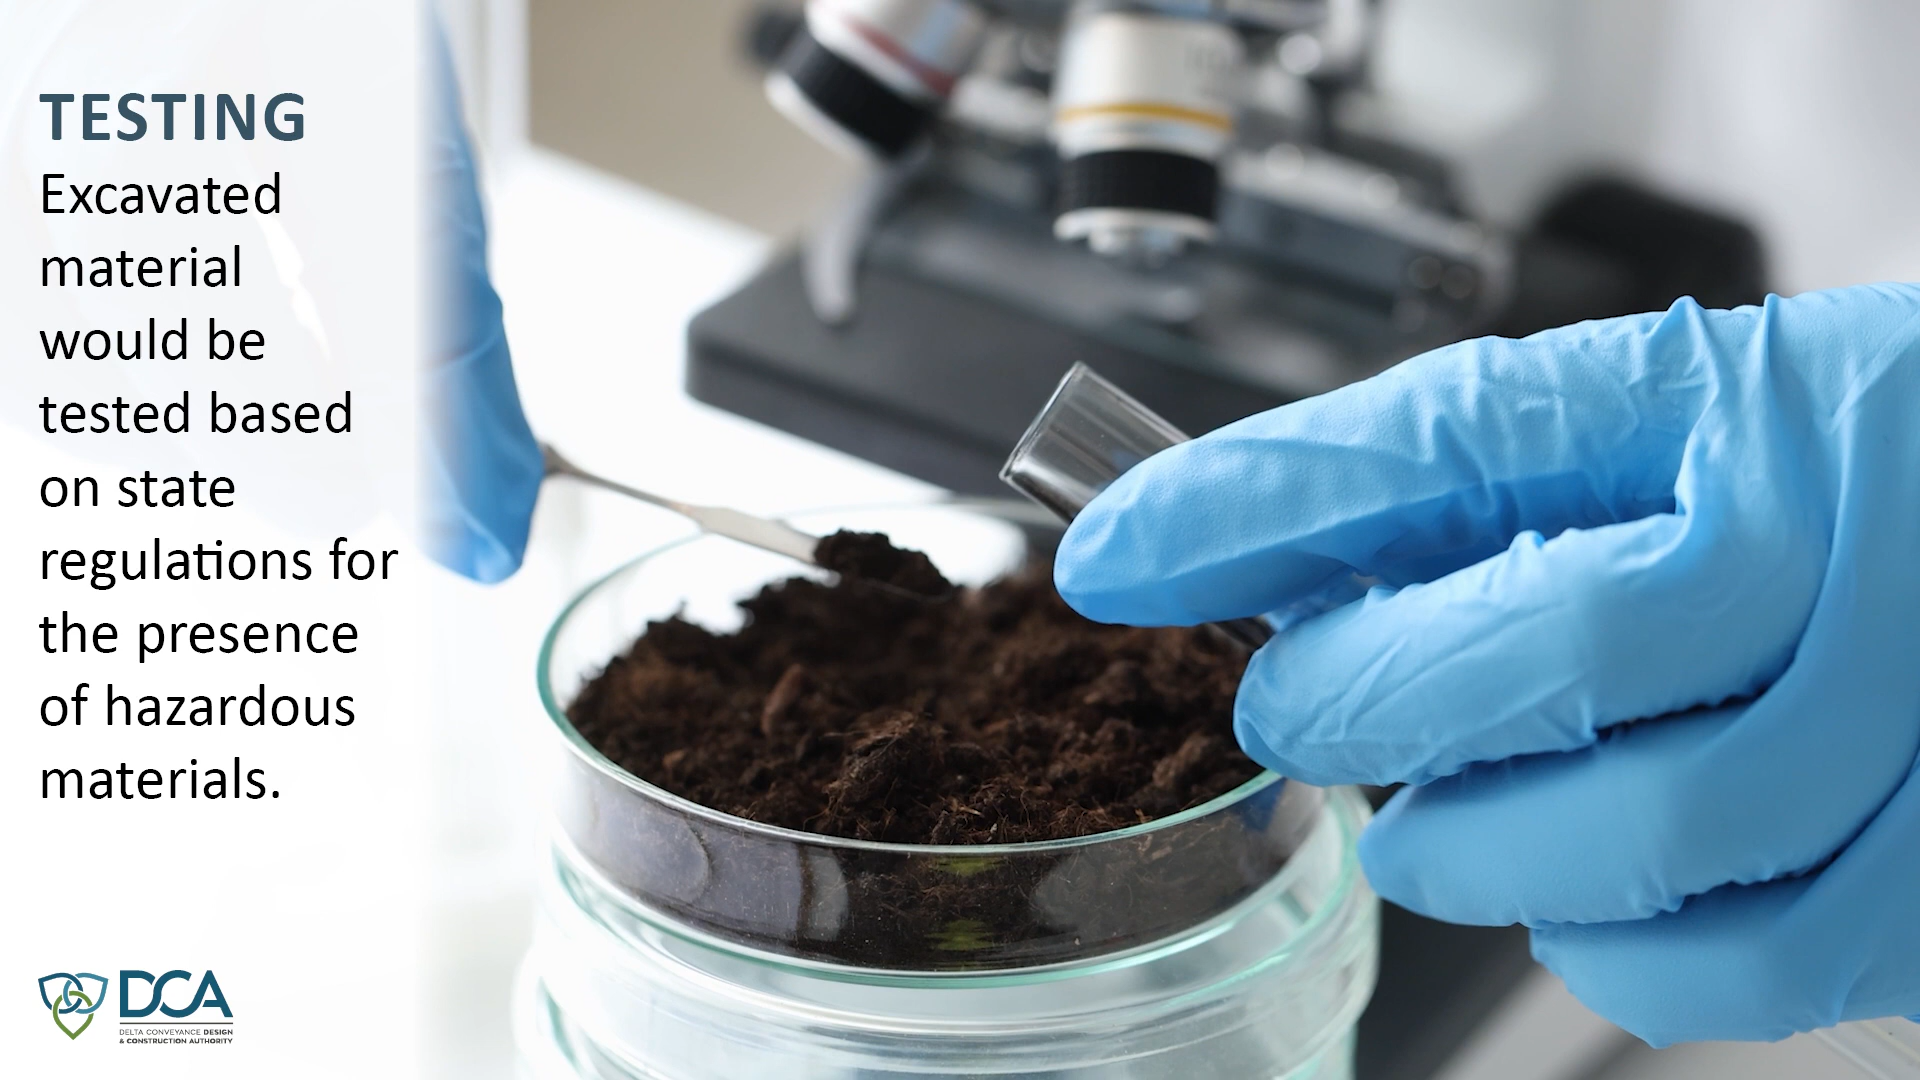 TESTING
Excavated
material
would be
tested based
on state
regulations for
the presence
of hazardous
materials.
DCA
DELTA CONVEYANCE DESIGN
& CONSTRUCTION AUTHORITY